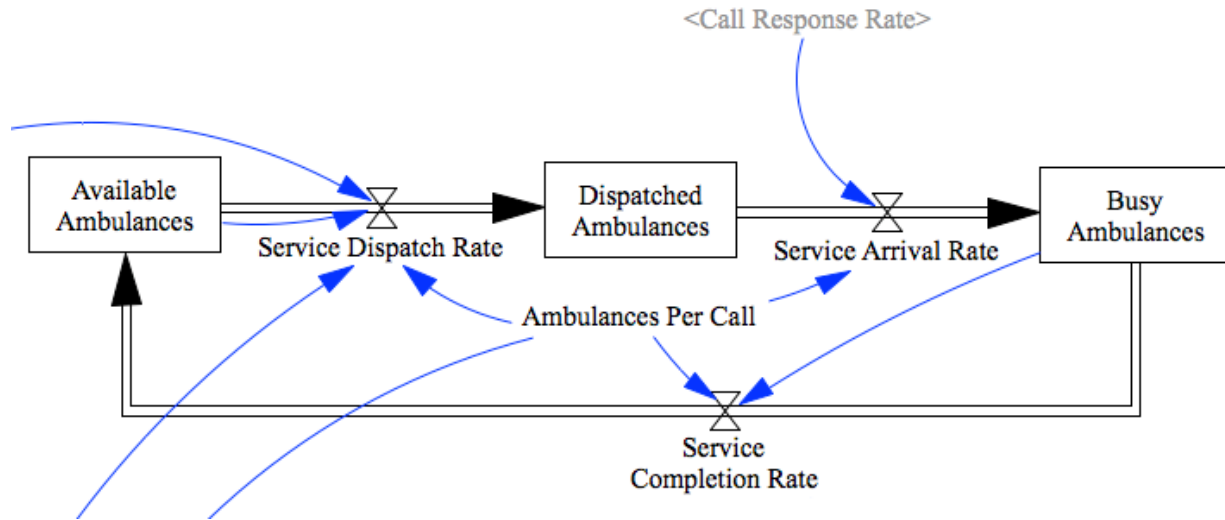 <Call Response Rate>
Available
Ambulances
Dispatched
Ambulances
Busy
Ambulances
Service Dispatch Rate
Service Arrival Rate
Ambulances Per Call
Service
Completion Rate